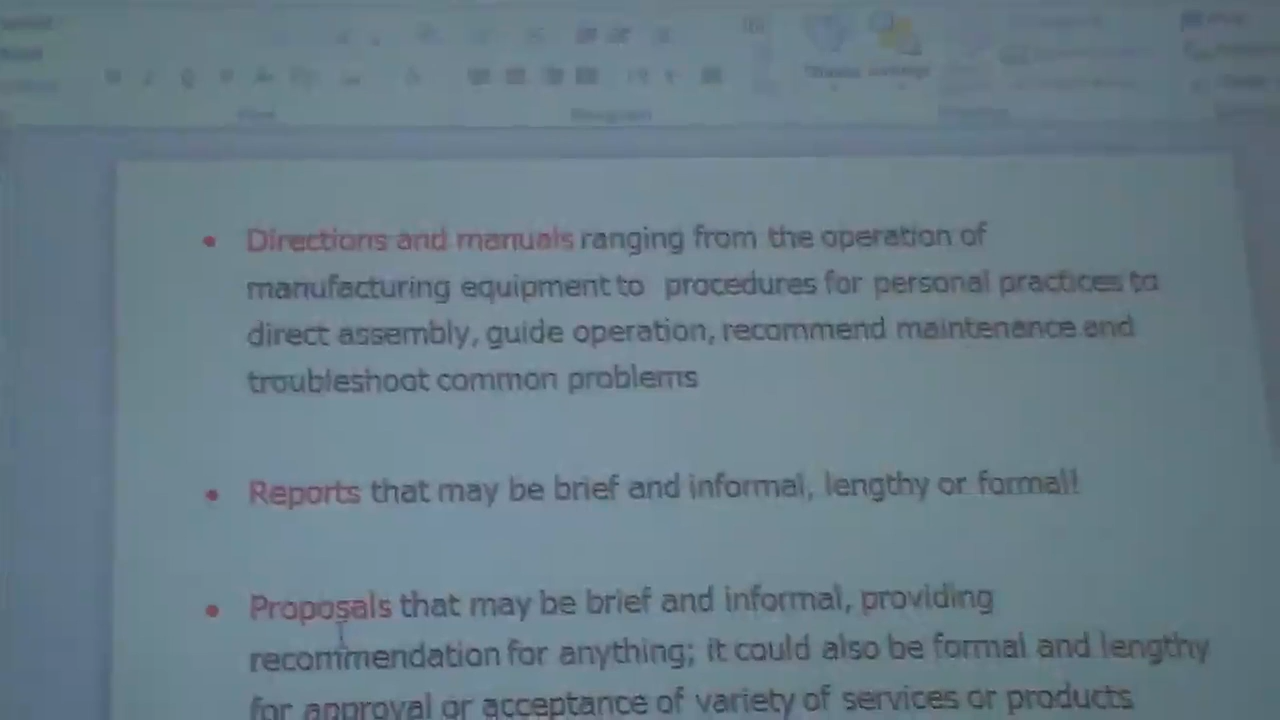 • Directions and manuals ranging from the operation of
manufacturing equipment to procedures for personal practices to
direct assembly, guide operation, recommend maintenance and
troubleshoot common problems
• Reports that may be brief and informal, lengthy or formal!
• Proposals that may be brief and informal, providing
recommendation for anything; it could also be formal and lengthy
for approval or acceptance of variety of services or products